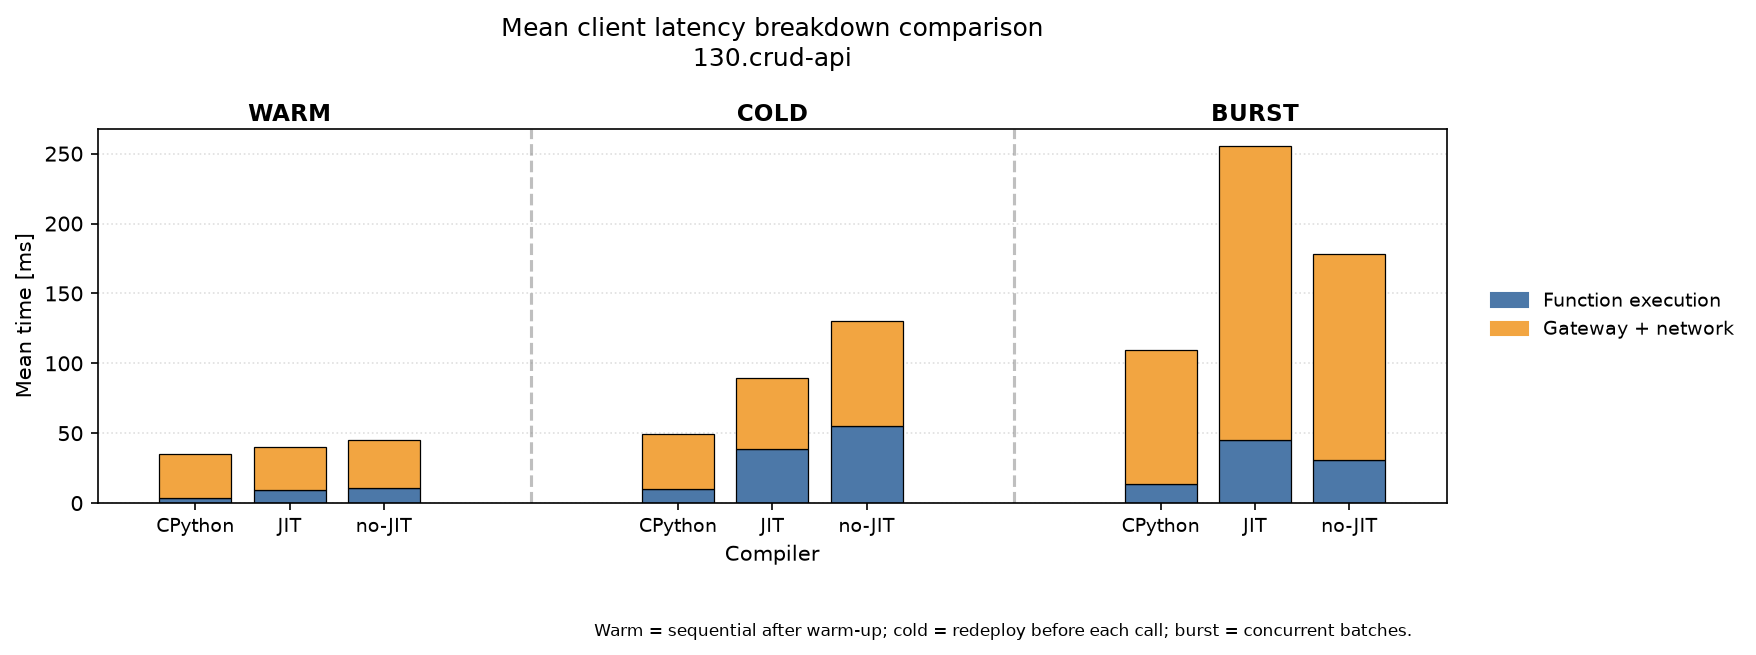 Mean client latency breakdown comparison
130.crud-api
WARM
COLD
BURST
Mean time [ms]
250
200
150
100
50
0
CPython
JIT
no-JIT
CPython
JIT
no-JIT
CPython
JIT
no-JIT
Compiler
Function execution
Gateway + network
Warm = sequential after warm-up; cold = redeploy before each call; burst = concurrent batches.